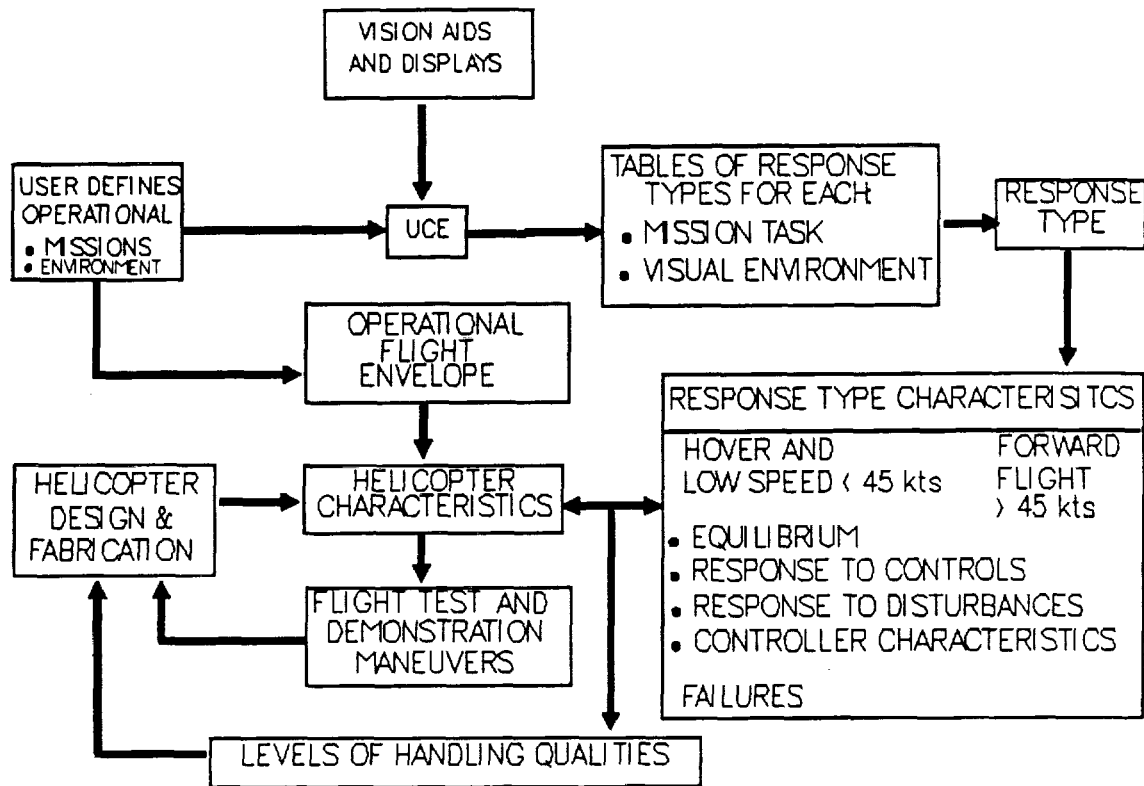 VISION AIDS
AND DISPLAYS
USER DEFINES
OPERATIONAL
• MISSIONS
• ENVIRONMENT
UCE
TABLES OF RESPONSE
TYPES FOR EACH:
• MISSION TASK
• VISUAL ENVIRONMENT
RESPONSE
TYPE
OPERATIONAL
FLIGHT
ENVELOPE
RESPONSE TYPE CHARACTERISITCS
HOVER AND
LOW SPEED < 45 kts
FORWARD
FLIGHT
> 45 kts
• EQUILIBRIUM
• RESPONSE TO CONTROLS
• RESPONSE TO DISTURBANCES
• CONTROLLER CHARACTERISTICS
FAILURES
HELICOPTER
DESIGN &
FABRICATION
HELICOPTER
CHARACTERISTICS
FLIGHT TEST AND
DEMONSTRATION
MANEUVERS
LEVELS OF HANDLING QUALITIES